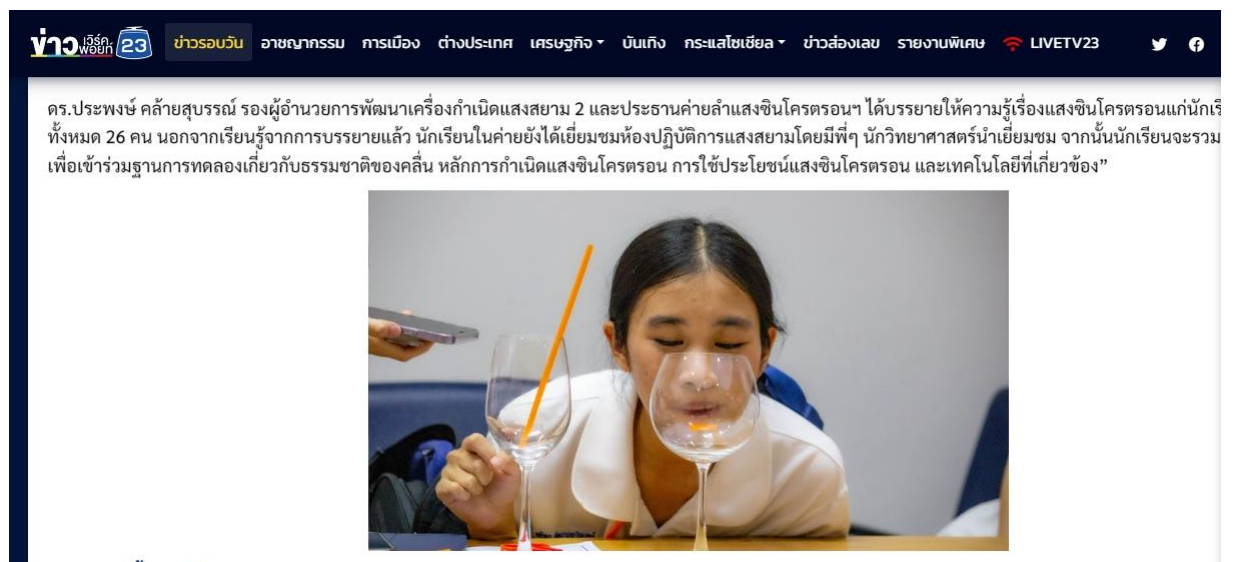 ข่าวเวิร์คพอยท์ 23 ข่าวรอบวัน อาชญากรรม การเมือง ต่างประเทศ เศรษฐกิจ บันเทิง กระแสโซเชียล ข่าวส่องเลข รายงานพิเศษ LIVETV23
ดร.ประพงษ์ คล้ายสุบรรณ์ รองผู้อำนวยการพัฒนาเครื่องกำเนิดแสงสยาม 2 และประธานค่ายลำแสงซินโครตรอนฯ ได้บรรยายให้ความรู้เรื่องแสงซินโครตรอนแก่นักเรี
ทั้งหมด 26 คน นอกจากเรียนรู้จากการบรรยายแล้ว นักเรียนในค่ายยังได้เยี่ยมชมห้องปฏิบัติการแสงสยามโดยมีพี่ๆ นักวิทยาศาสตร์นำเยี่ยมชม จากนั้นนักเรียนจะรวม
เพื่อเข้าร่วมฐานการทดลองเกี่ยวกับธรรมชาติของคลื่น หลักการกำเนิดแสงซินโครตรอน การใช้ประโยชน์แสงซินโครตรอน และเทคโนโลยีที่เกี่ยวข้อง”